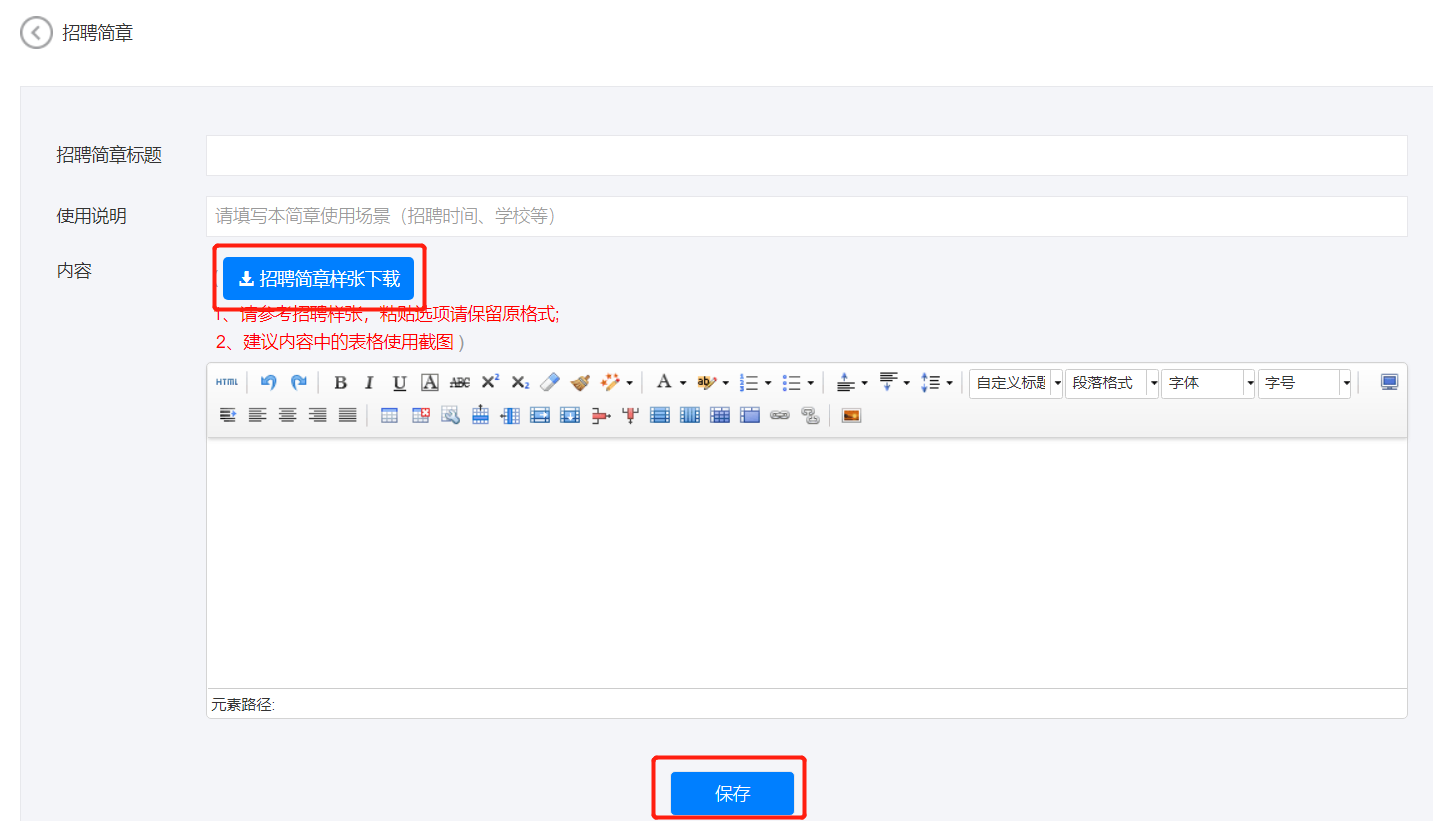 招聘简章
招聘简章标题
使用说明 请填写本简章使用场景（招聘时间、学校等）
内容 招聘简章样张下载
1、请参考招聘样张，粘贴选项请保留原格式;
2、建议内容中的表格使用截图 ）
HTML B I U A ABC X² X₂ A ab 自定义标题 段落格式 字体 字号
元素路径:
保存